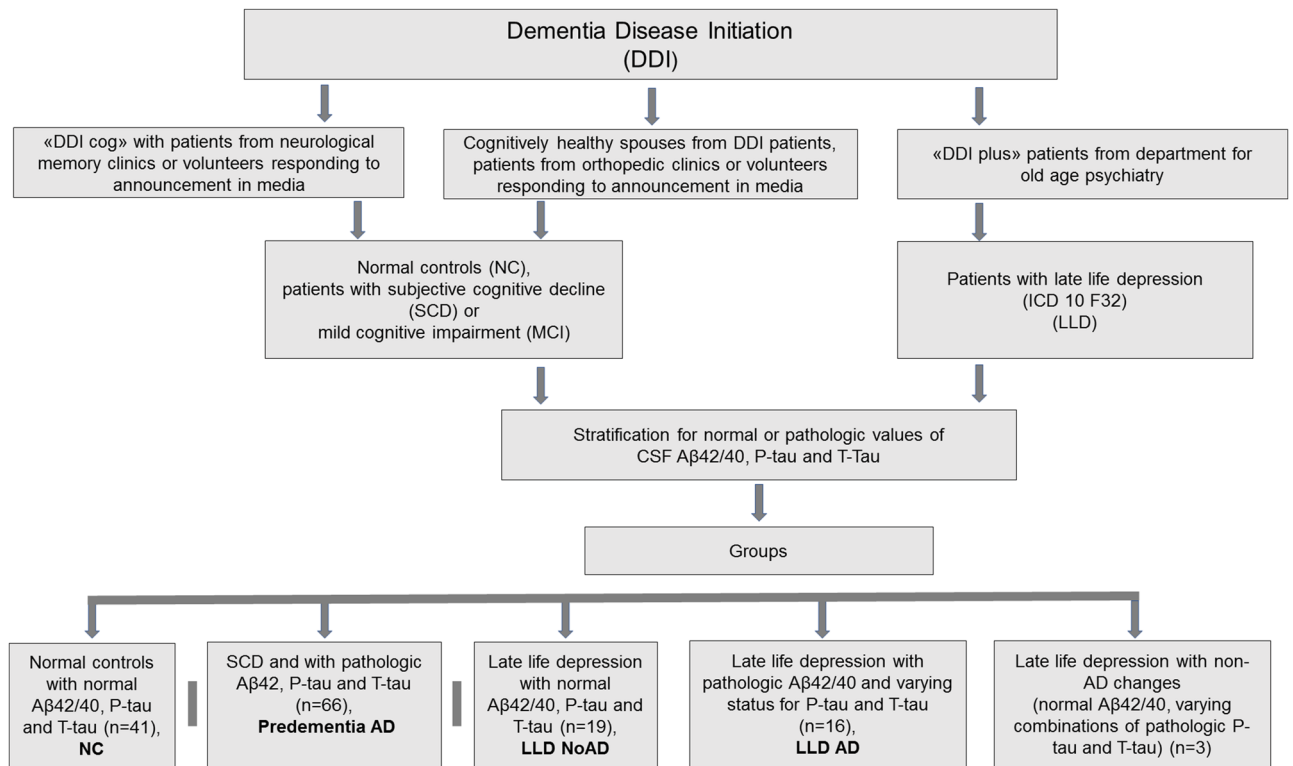 Dementia Disease Initiation
(DDI)
«DDI cog» with patients from neurological
memory clinics or volunteers responding to
announcement in media
Cognitively healthy spouses from DDI patients,
patients from orthopedic clinics or volunteers
responding to announcement in media
«DDI plus» patients from department for
old age psychiatry
Normal controls (NC),
patients with subjective cognitive decline
(SCD) or
mild cognitive impairment (MCI)
Patients with late life depression
(ICD 10 F32)
(LLD)
Stratification for normal or pathologic values of
CSF Aβ42/40, P-tau and T-Tau
Groups
Normal controls
with normal
Aβ42/40, P-tau
and T-tau (n=41),
NC
SCD and with pathologic
Aβ42, P-tau and T-tau
(n=66),
Predementia AD
Late life depression
with normal
Aβ42/40, P-tau and
T-tau (n=19),
LLD NoAD
Late life depression with
pathologic Aβ42/40 and varying
status for P-tau and T-tau
(n=16),
LLD AD
Late life depression with non-
AD changes
(normal Aβ42/40, varying
combinations of pathologic P-
tau and T-tau) (n=3)